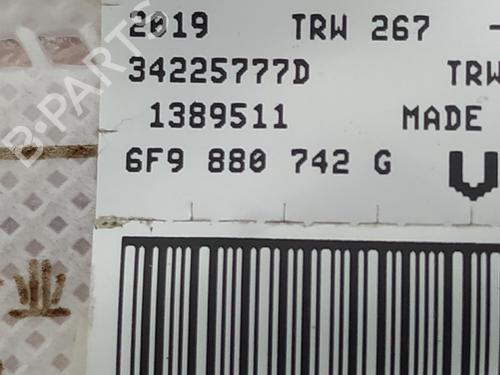 2019 TRW 267 -
34225777D TRW
1389511 MADE
6F9 880 742 G V
B-PARTS